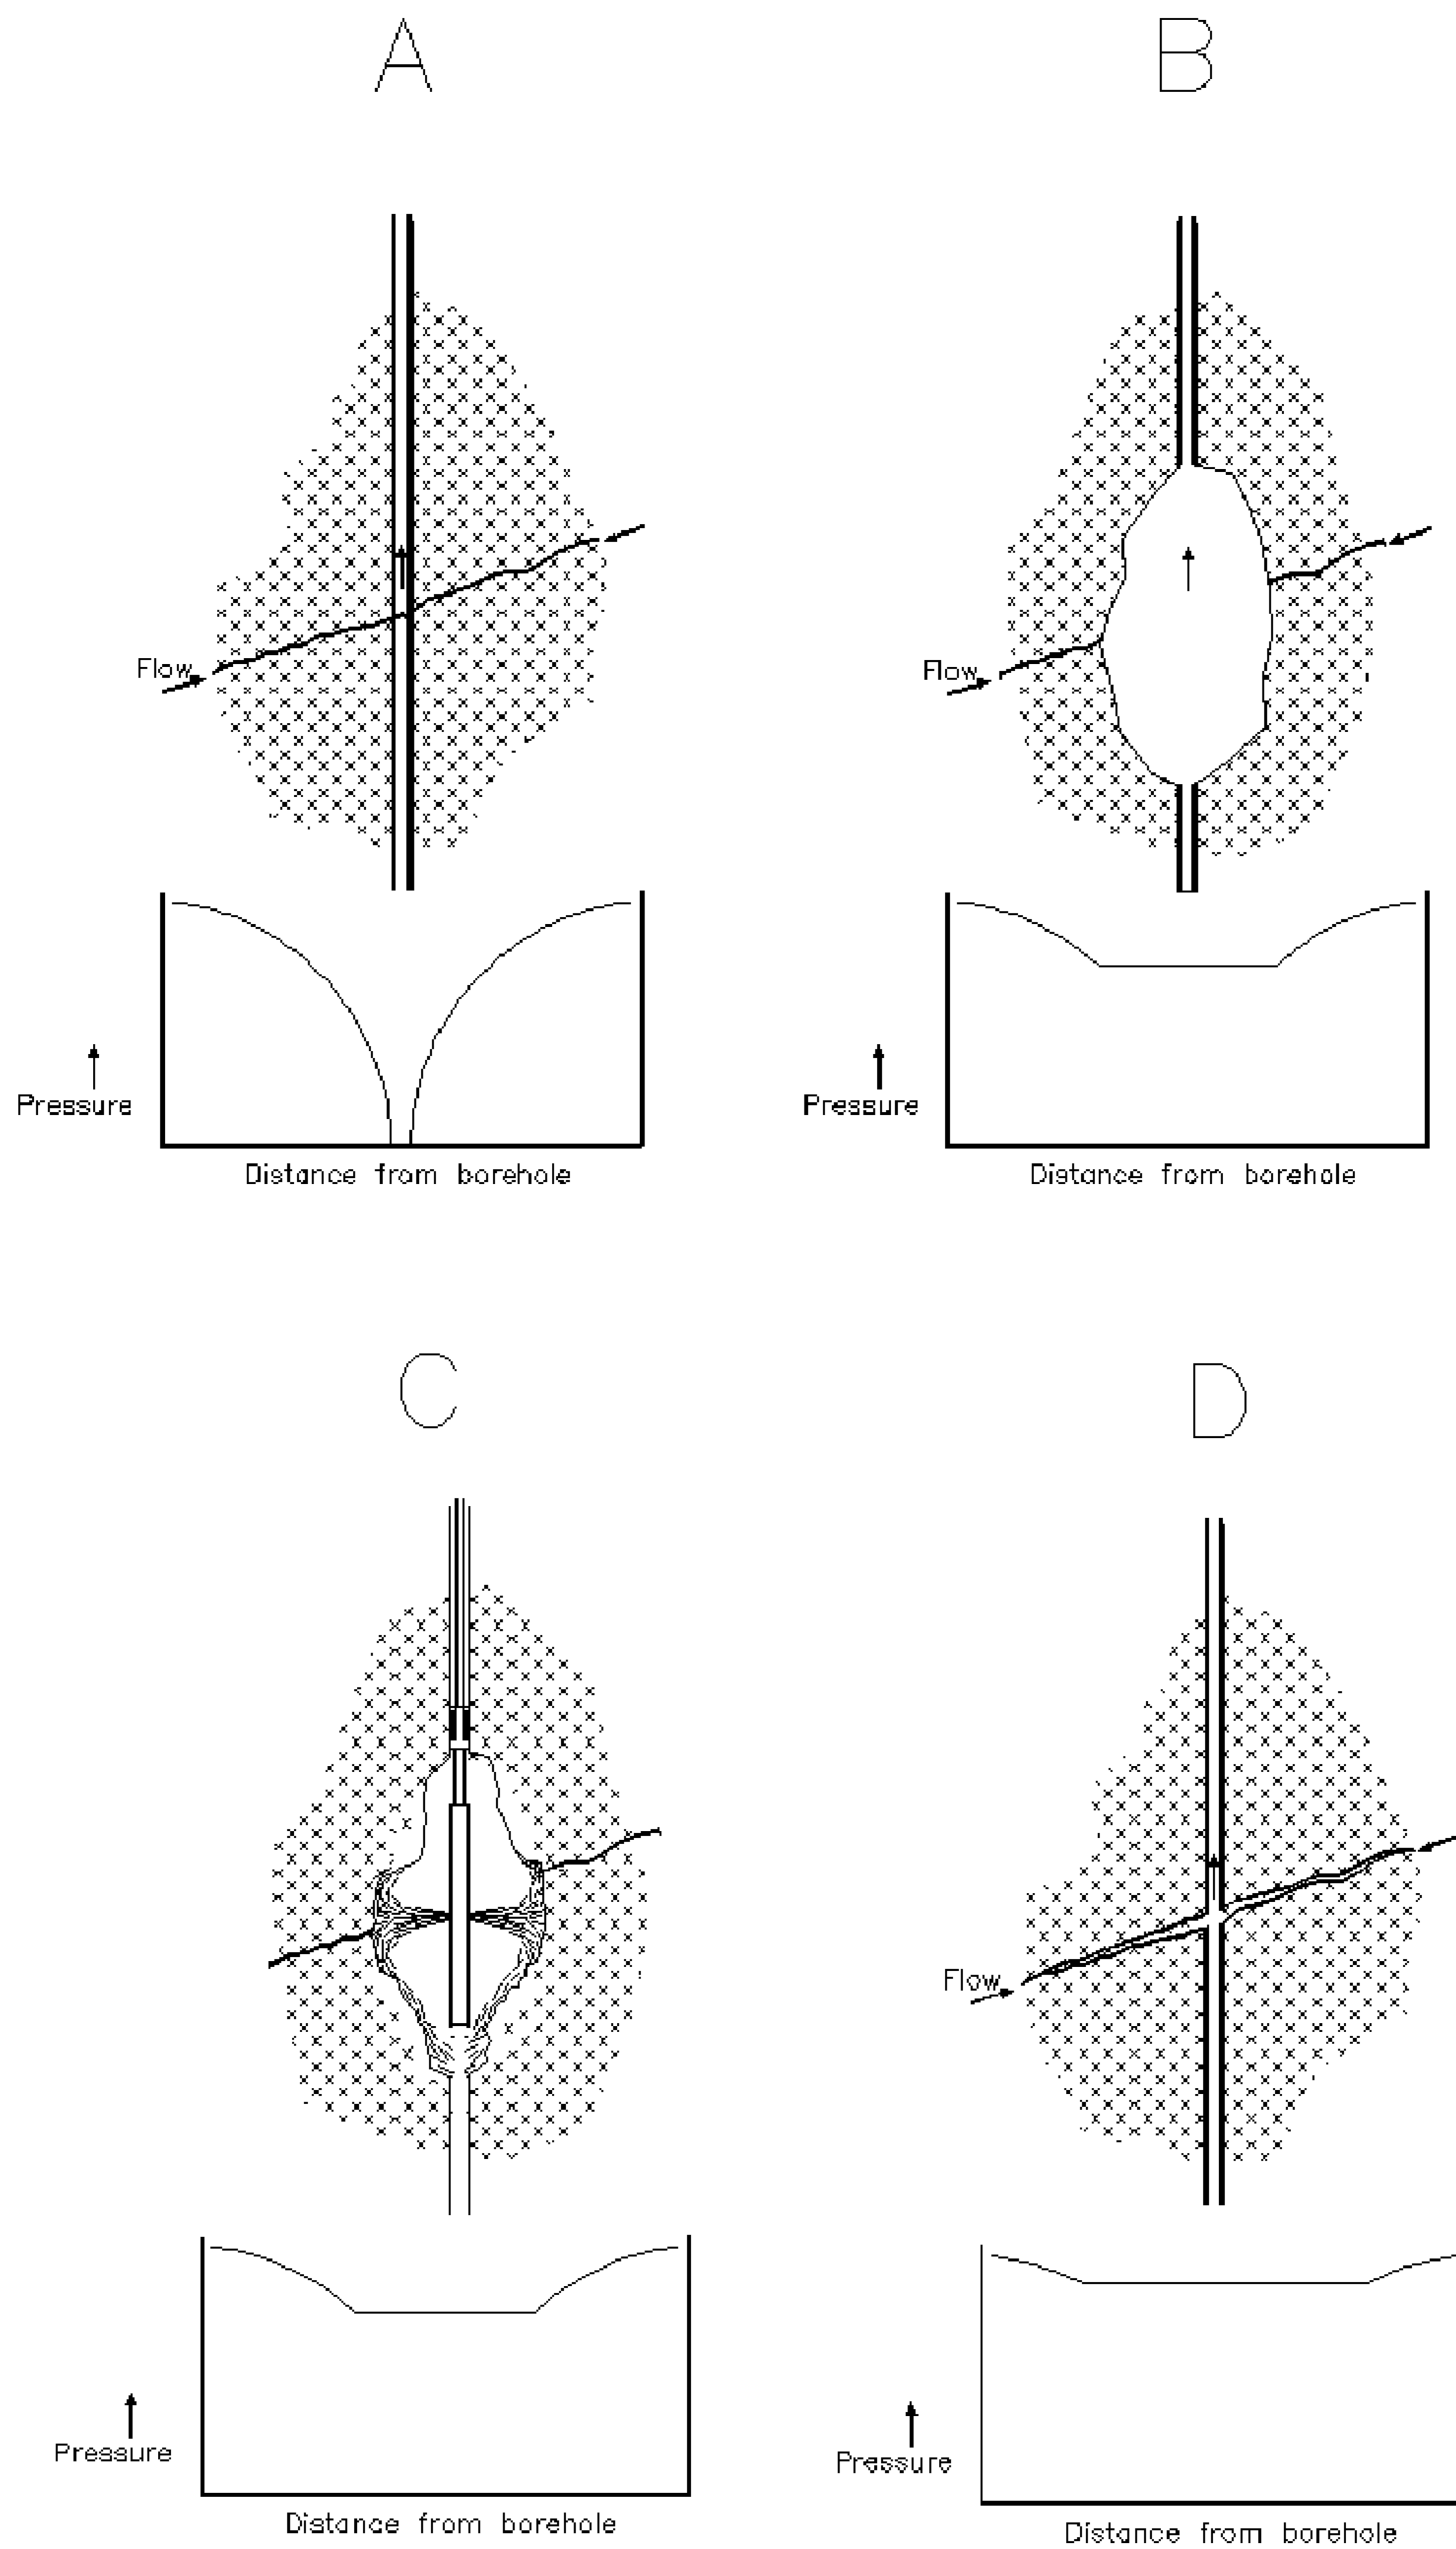 A
B
Flow
Flow
Pressure
Distance from borehole
Pressure
Distance from borehole
C
D
Flow
Pressure
Distance from borehole
Pressure
Distance from borehole